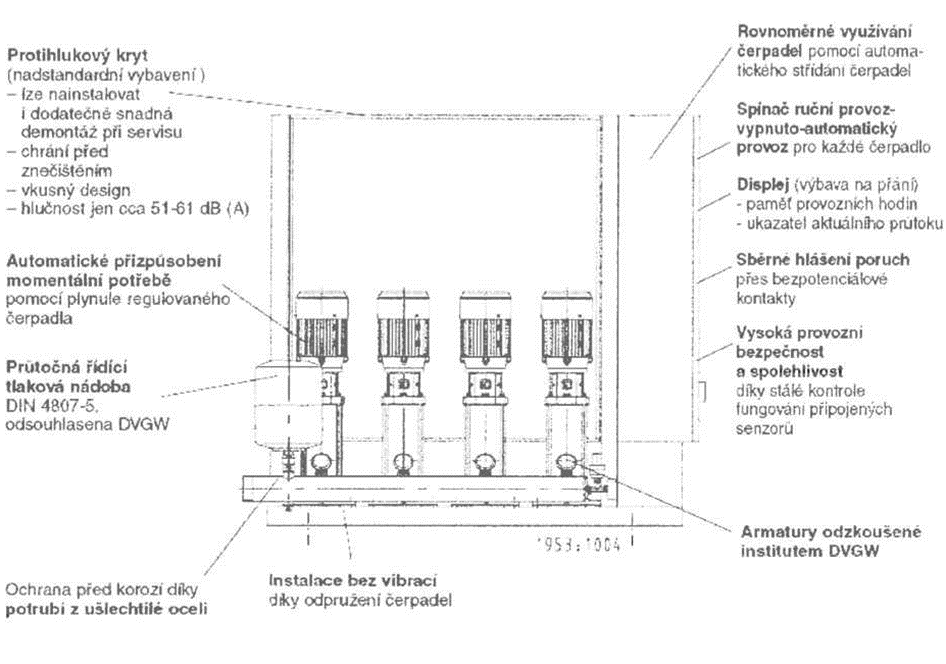 Protihlukový kryt
(nadstandardní vybavení )
– lze nainstalovat
i dodatečně snadná
demontáž při servisu
– chrání před
znečištěním
– vkusný design
– hlučnost jen cca 51-61 dB (A)
Automatické přizpůsobení
momentální potřebě
pomocí plynule regulovaného
čerpadla
Průtočná řídící
tlaková nádoba
DIN 4807-5,
odsouhlasena DVGW
Ochrana před korozí díky
potrubí z ušlechtilé oceli
Instalace bez vibrací
díky odpružení čerpadel
1953:1004
Rovnoměrné využívání
čerpadel pomocí automa-
tického střídání čerpadel
Spínač ruční provoz-
vypnuto-automatický
provoz pro každé čerpadlo
Displej (výbava na přání)
- paměť provozních hodin
- ukazatel aktuálního průtoku
Sběrné hlášení poruch
přes bezpotenciálové
kontakty
Vysoká provozní
bezpečnost
a spolehlivost
díky stálé kontrole
fungování připojených
senzorů
Armatury odzkoušené
institutem DVGW